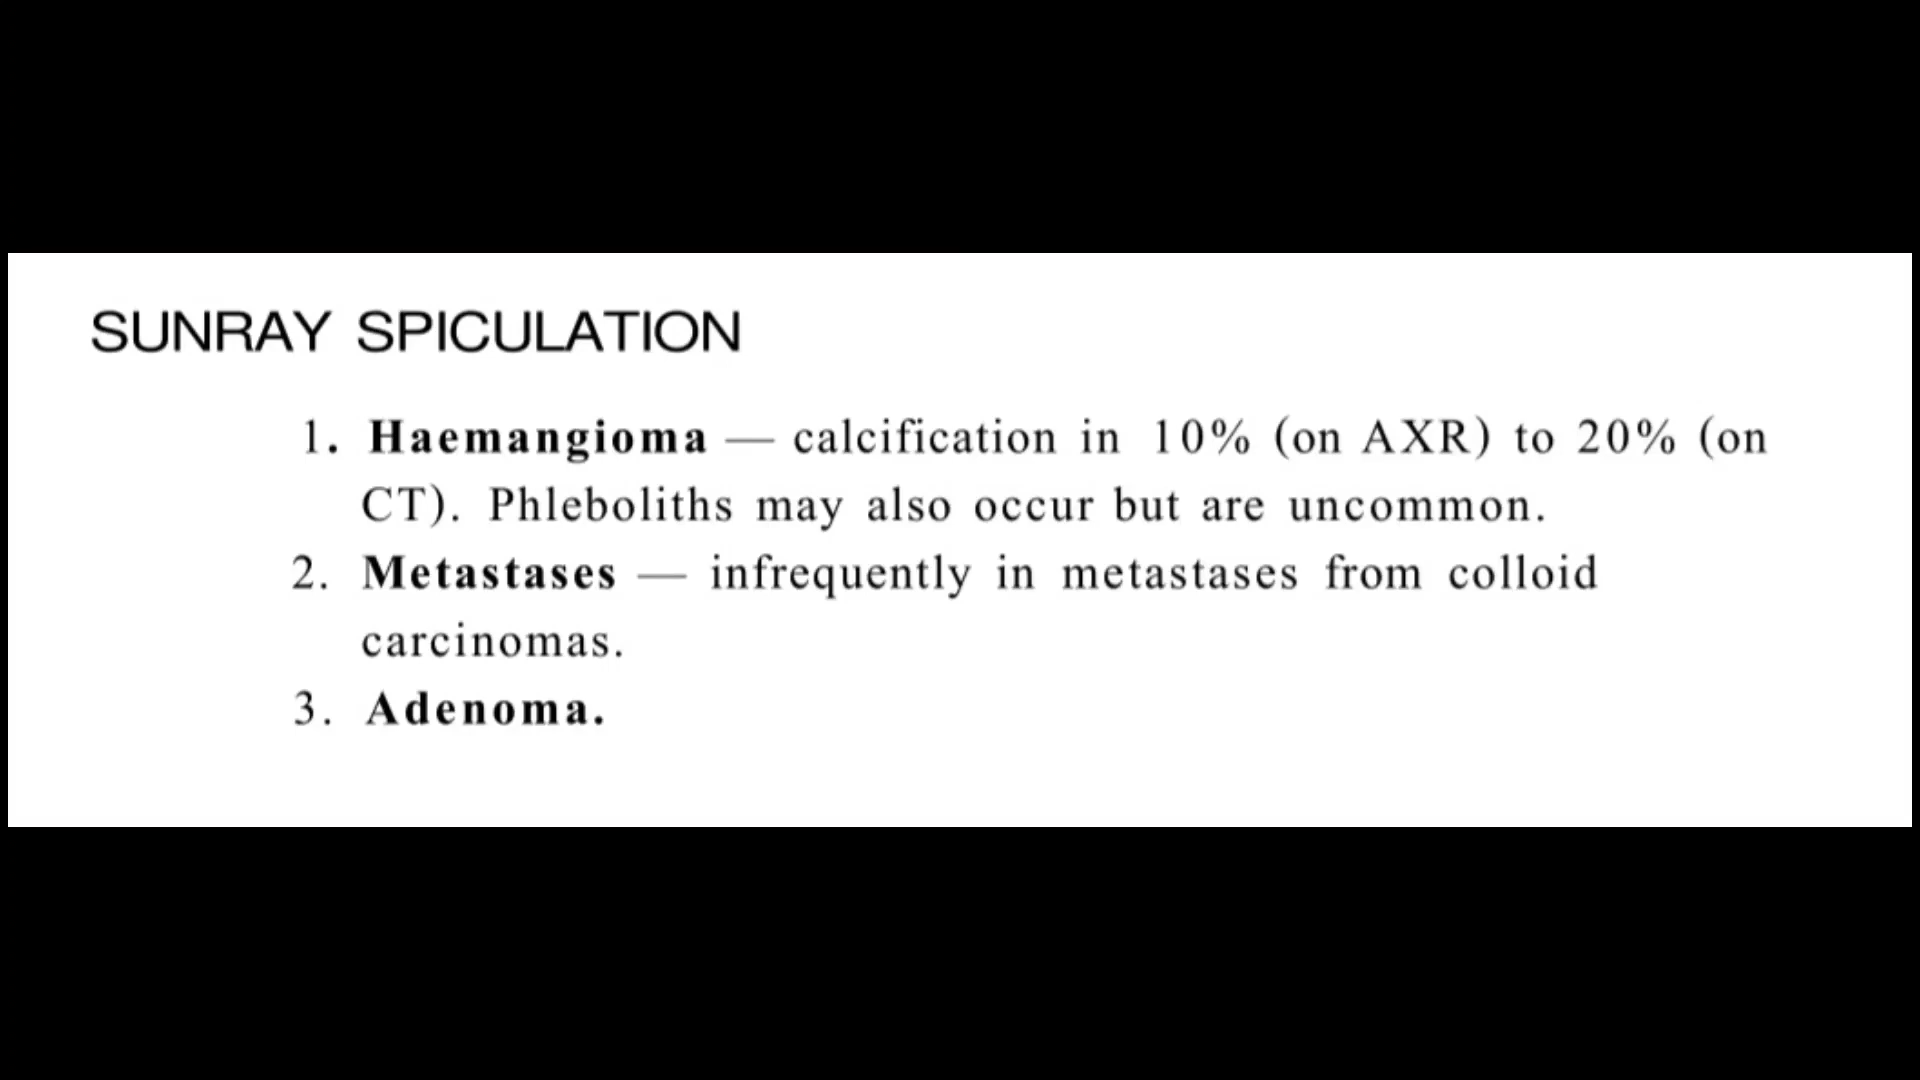 SUNRAY SPICULATION
1. Haemangioma — calcification in 10% (on AXR) to 20% (on
CT). Phleboliths may also occur but are uncommon.
2. Metastases — infrequently in metastases from colloid
carcinomas.
3. Adenoma.